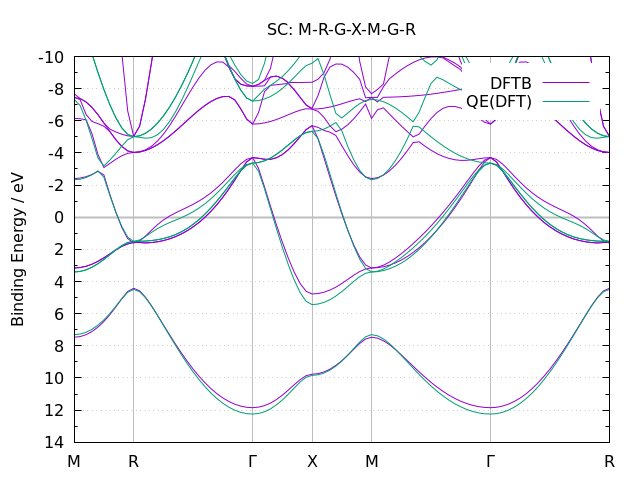 SC: M-R-G-X-M-G-R
Binding Energy / eV
-10
-8
-6
-4
-2
0
2
4
6
8
10
12
14
DFTB
QE(DFT)
M R Γ X M Γ R